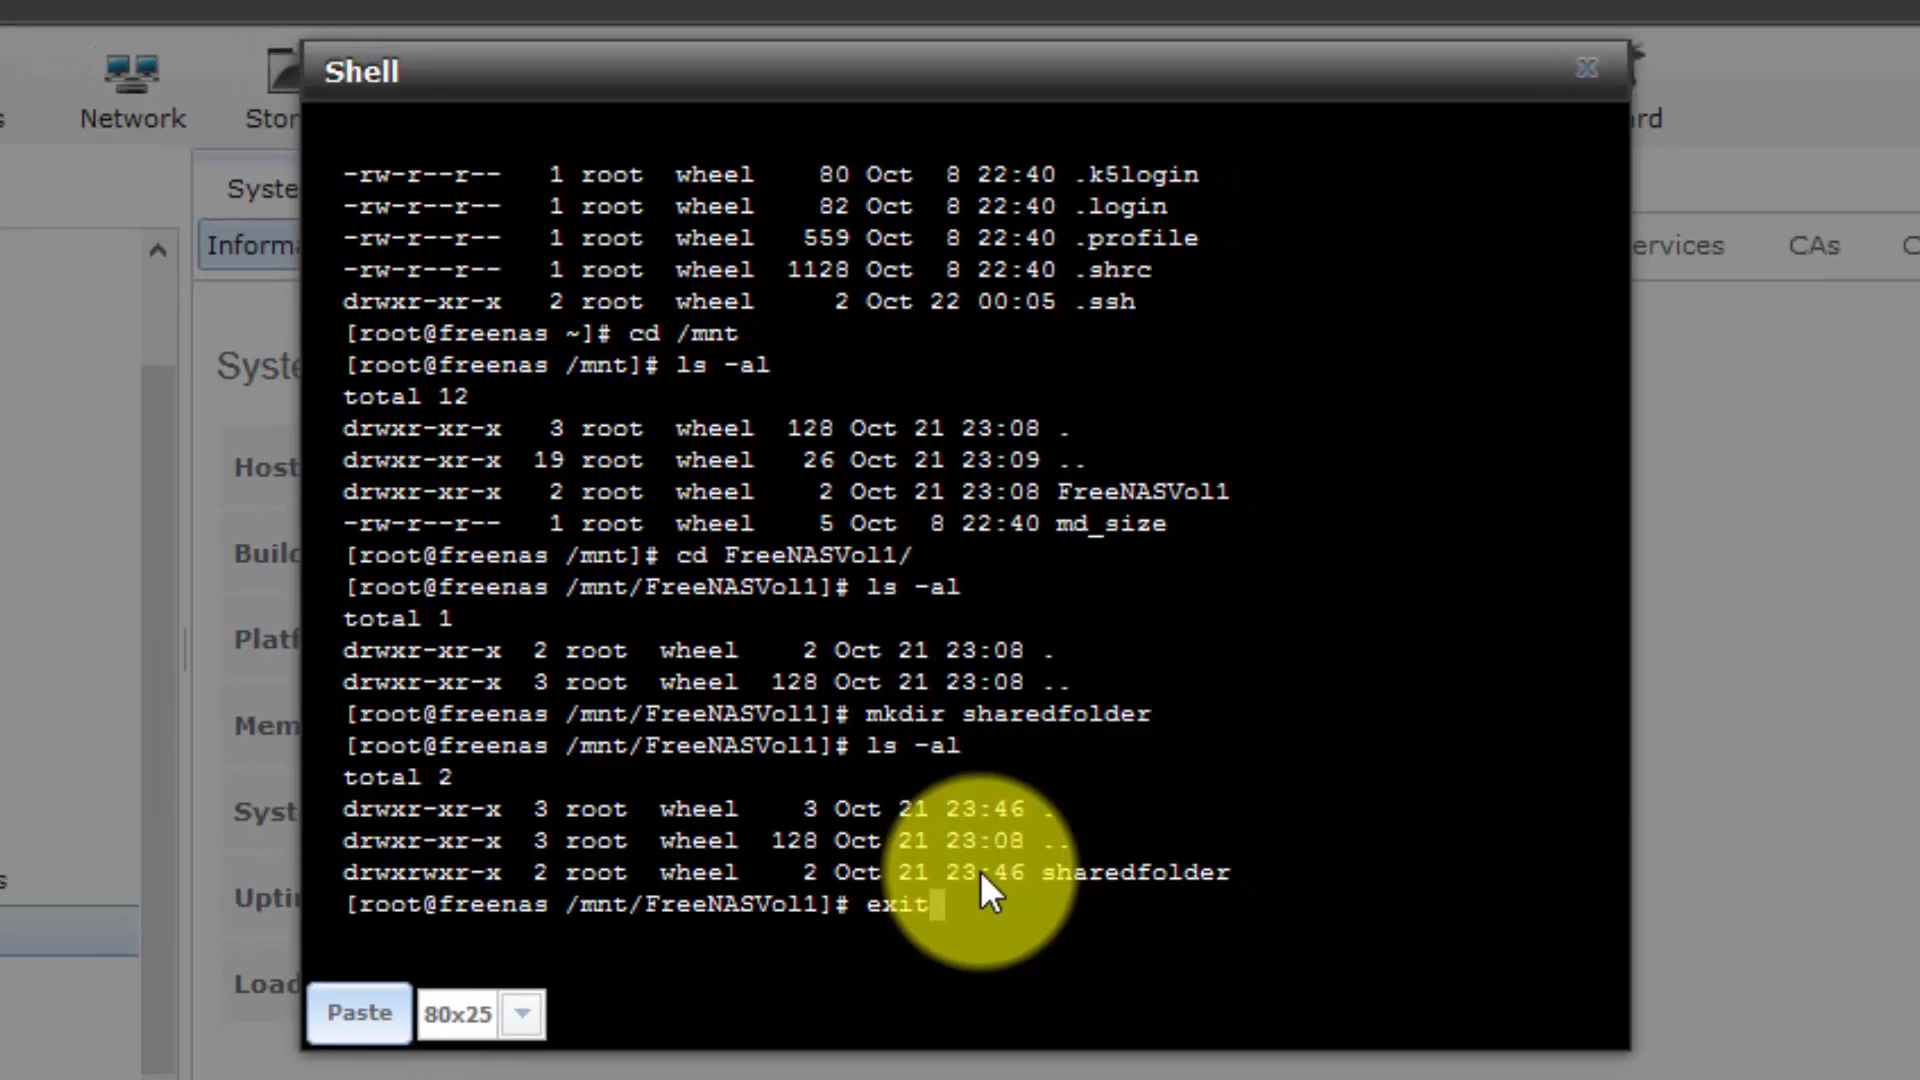 Shell
Network
Stor
rd
Syste
Informa
ervices
CAs
C
Syste
Host
Build
Platf
Mem
Syst
Uptim
Load
s
s
-rw-r--r--   1 root  wheel    80 Oct  8 22:40 .k5login
-rw-r--r--   1 root  wheel    82 Oct  8 22:40 .login
-rw-r--r--   1 root  wheel   559 Oct  8 22:40 .profile
-rw-r--r--   1 root  wheel  1128 Oct  8 22:40 .shrc
drwxr-xr-x   2 root  wheel     2 Oct 22 00:05 .ssh
[root@freenas ~]# cd /mnt
[root@freenas /mnt]# ls -al
total 12
drwxr-xr-x   3 root  wheel  128 Oct 21 23:08 .
drwxr-xr-x  19 root  wheel   26 Oct 21 23:09 ..
drwxr-xr-x   2 root  wheel    2 Oct 21 23:08 FreeNASVol1
-rw-r--r--   1 root  wheel    5 Oct  8 22:40 md_size
[root@freenas /mnt]# cd FreeNASVol1/
[root@freenas /mnt/FreeNASVol1]# ls -al
total 1
drwxr-xr-x  2 root  wheel    2 Oct 21 23:08 .
drwxr-xr-x  3 root  wheel  128 Oct 21 23:08 ..
[root@freenas /mnt/FreeNASVol1]# mkdir sharedfolder
[root@freenas /mnt/FreeNASVol1]# ls -al
total 2
drwxr-xr-x  3 root  wheel    3 Oct 21 23:46 .
drwxr-xr-x  3 root  wheel  128 Oct 21 23:08 ..
drwxrwxr-x  2 root  wheel    2 Oct 21 23:46 sharedfolder
[root@freenas /mnt/FreeNASVol1]# exit
Paste
80x25